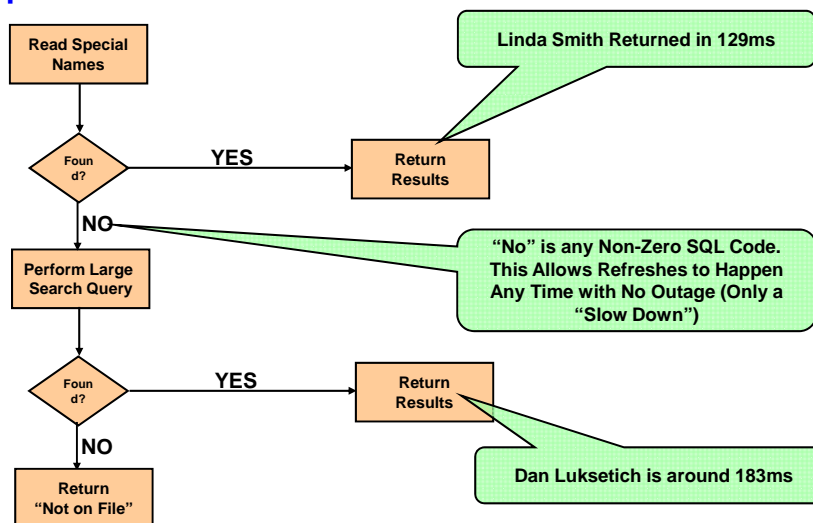 Read Special
Names
Linda Smith Returned in 129ms
Foun
d?
YES
Return
Results
NO
“No” is any Non-Zero SQL Code.
This Allows Refreshes to Happen
Any Time with No Outage (Only a
“Slow Down”)
Perform Large
Search Query
Foun
d?
YES
Return
Results
NO
Dan Luksetich is around 183ms
Return
“Not on File”